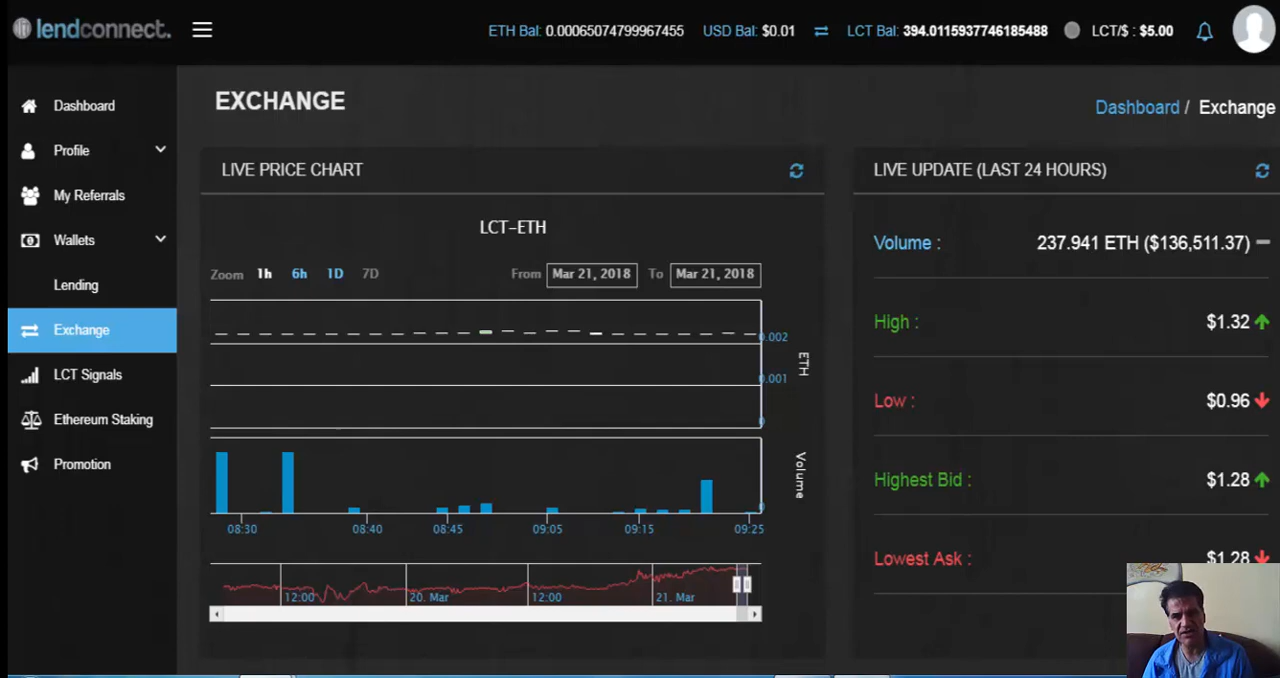 lendconnect.
ETH Bal: 0.00065074799967455 USD Bal: $0.01 LCT Bal: 394.0115937746185488 LCT/$ : $5.00
Dashboard
Profile
My Referrals
Wallets
Lending
Exchange
LCT Signals
Ethereum Staking
Promotion
EXCHANGE
Dashboard / Exchange
LIVE PRICE CHART
LCT-ETH
Zoom 1h 6h 1D 7D From Mar 21, 2018 To Mar 21, 2018
0.002
0.001
0
ETH
Volume
0
08:30 08:40 08:45 09:05 09:15 09:25
12:00 20. Mar 12:00 21. Mar
LIVE UPDATE (LAST 24 HOURS)
Volume : 237.941 ETH ($136,511.37)
High : $1.32
Low : $0.96
Highest Bid : $1.28
Lowest Ask : $1.28